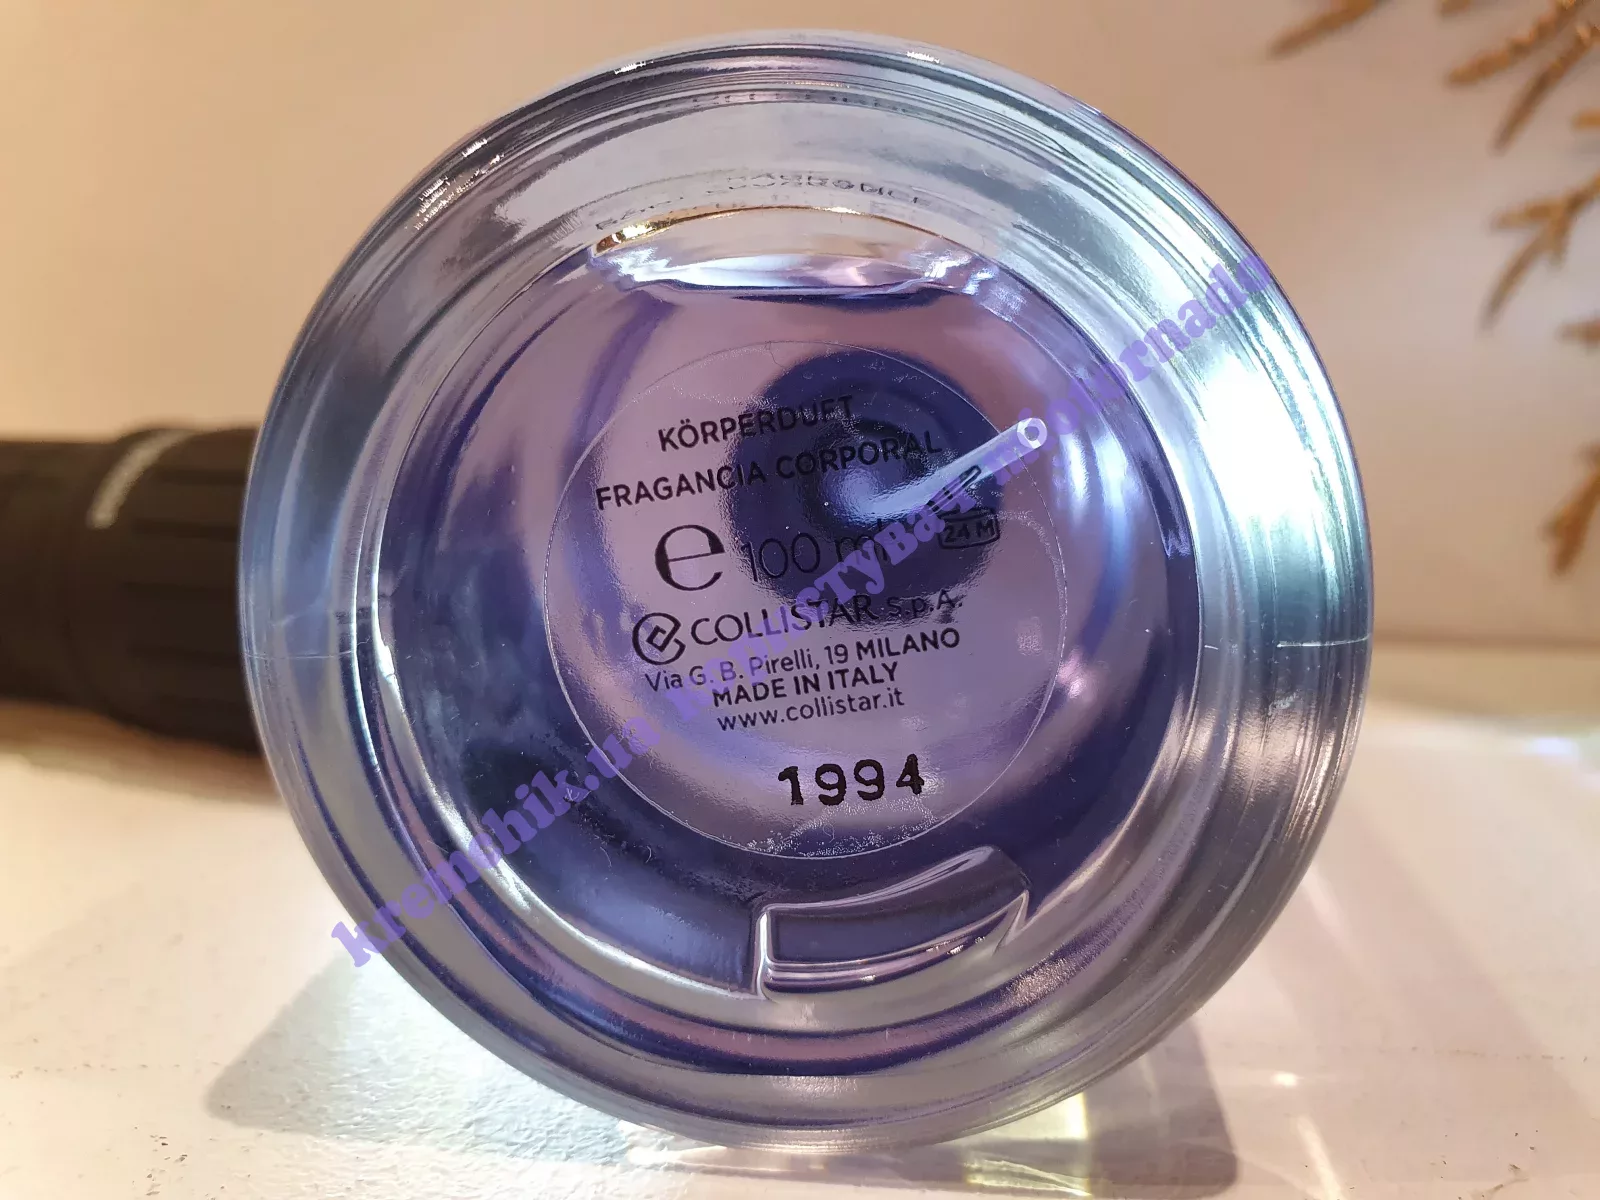 KÖRPERDUFT
FRAGANCIA CORPORAL
e 100 ml
24 M
COLLISTAR S.p.A.
Via G. B. Pirelli, 19 MILANO
MADE IN ITALY
www.collistar.it
1994
kremchik.ua